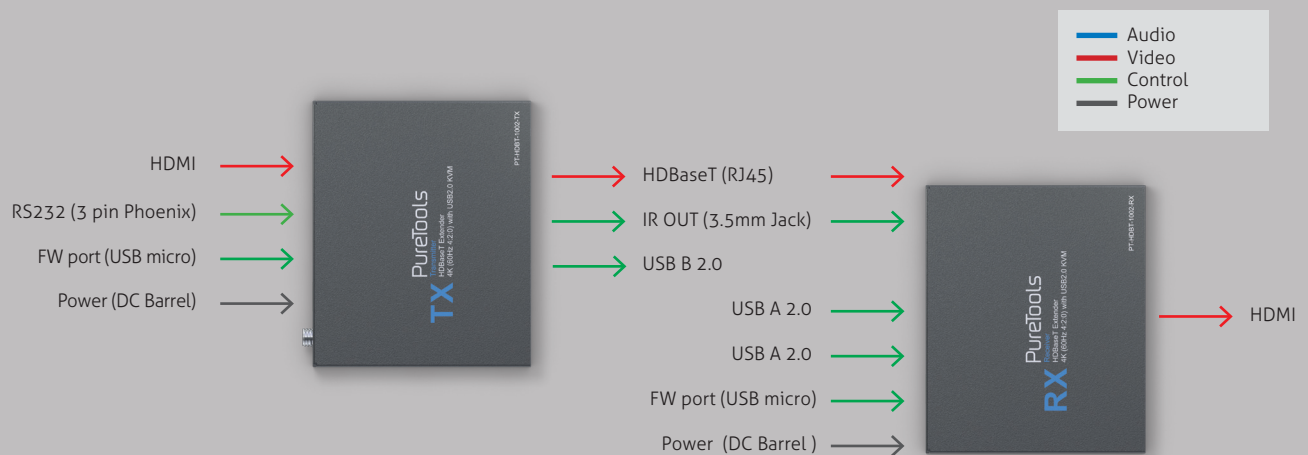 Audio
Video
Control
Power
HDMI
RS232 (3 pin Phoenix)
FW port (USB micro)
Power (DC Barrel)
PT-HDBT-1002-TX
PureTools
TX
Transmitter
HDBaseT Extender
4K (60Hz 4:2:0) with USB2.0 KVM
HDBaseT (RJ45)
IR OUT (3.5mm Jack)
USB B 2.0
USB A 2.0
USB A 2.0
FW port (USB micro)
Power (DC Barrel )
PT-HDBT-1002-RX
PureTools
RX
Receiver
HDBaseT Extender
4K (60Hz 4:2:0) with USB2.0 KVM
HDMI